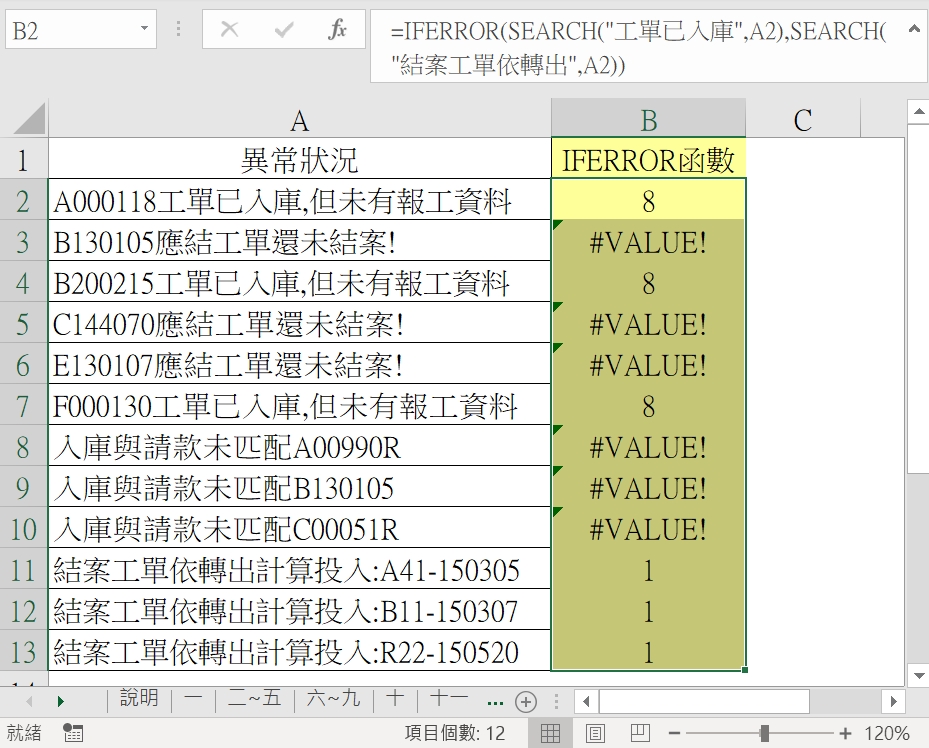 B2
fx
=IFERROR(SEARCH("工單已入庫",A2),SEARCH(
"結案工單依轉出",A2))
A B C
1 異常狀況 IFERROR函數
2 A000118工單已入庫,但未有報工資料 8
3 B130105應結工單還未結案! #VALUE!
4 B200215工單已入庫,但未有報工資料 8
5 C144070應結工單還未結案! #VALUE!
6 E130107應結工單還未結案! #VALUE!
7 F000130工單已入庫,但未有報工資料 8
8 入庫與請款未匹配A00990R #VALUE!
9 入庫與請款未匹配B130105 #VALUE!
10 入庫與請款未匹配C00051R #VALUE!
11 結案工單依轉出計算投入:A41-150305 1
12 結案工單依轉出計算投入:B11-150307 1
13 結案工單依轉出計算投入:R22-150520 1
說明 一 二~五 六~九 十 十一 ...
就緒 項目個數: 12 120%